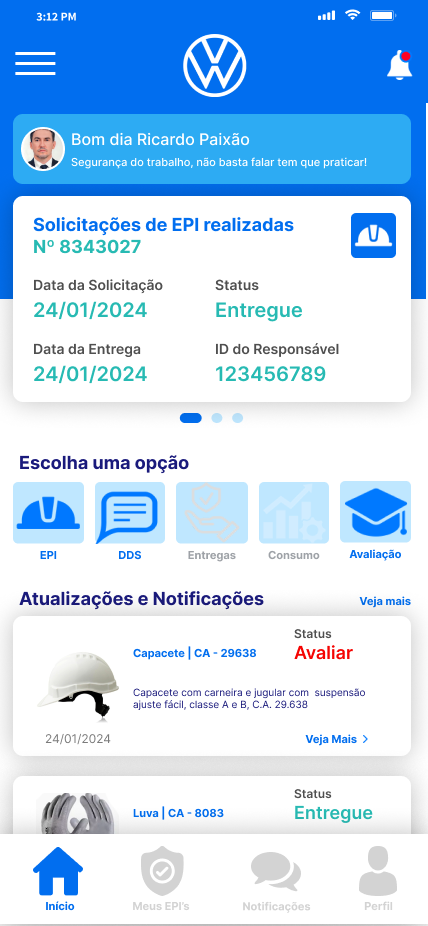 3:12 PM
Bom dia Ricardo Paixão
Segurança do trabalho, não basta falar tem que praticar!
Solicitações de EPI realizadas
Nº 8343027
Data da Solicitação
Status
24/01/2024
Entregue
Data da Entrega
ID do Responsável
24/01/2024
123456789
Escolha uma opção
EPI
DDS
Entregas
Consumo
Avaliação
Atualizações e Notificações
Veja mais
Status
Capacete | CA - 29638
Avaliar
Capacete com carneira e jugular com suspensão
ajuste fácil, classe A e B, C.A. 29.638
24/01/2024
Veja Mais
Status
Luva | CA - 8083
Entregue
Início
Meus EPI's
Notificações
Perfil